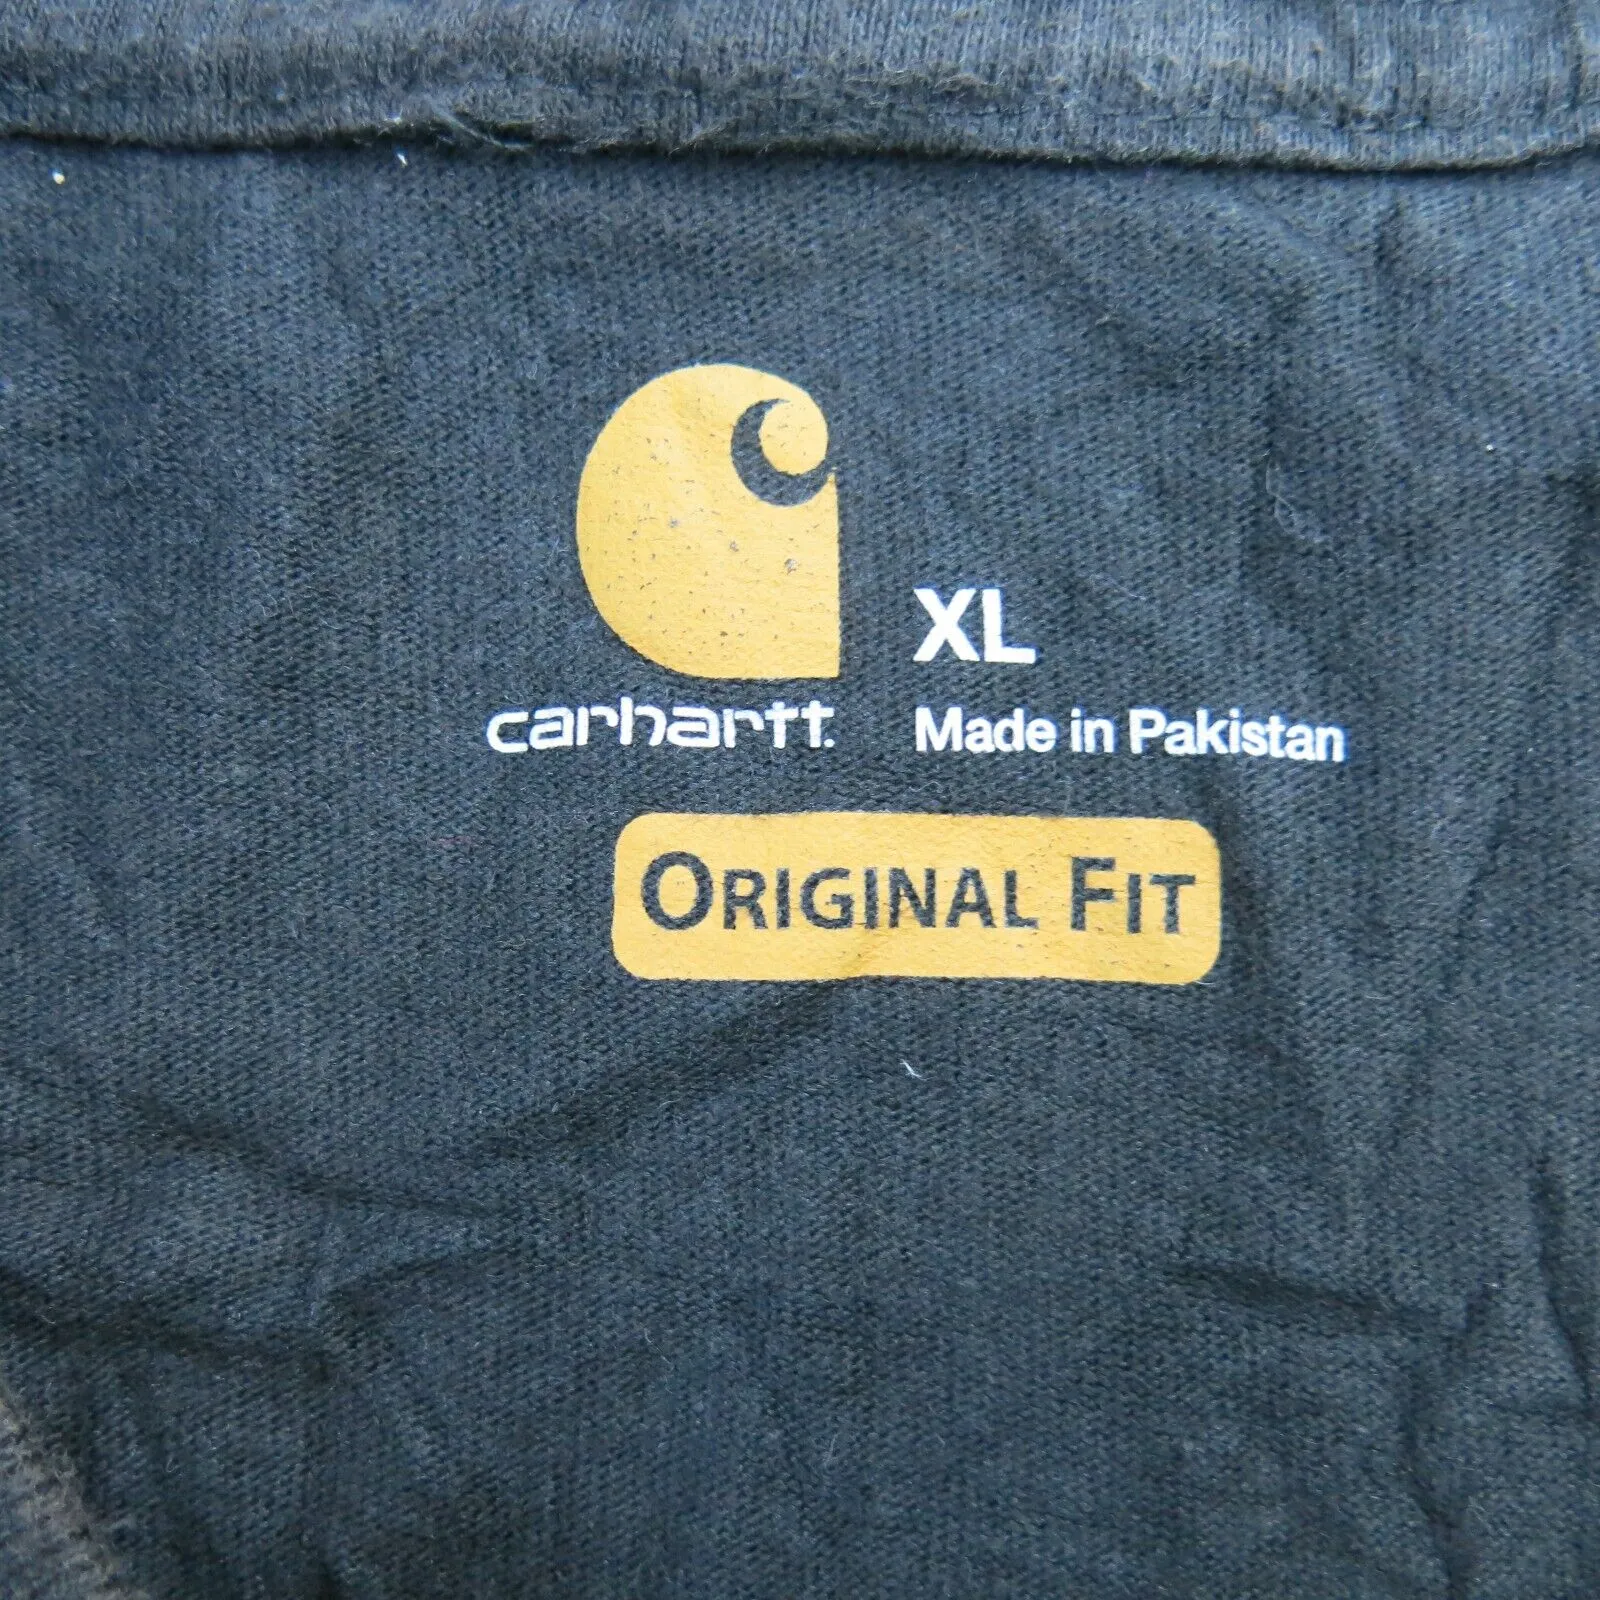 XL
carhartt.
Made in Pakistan
ORIGINAL FIT